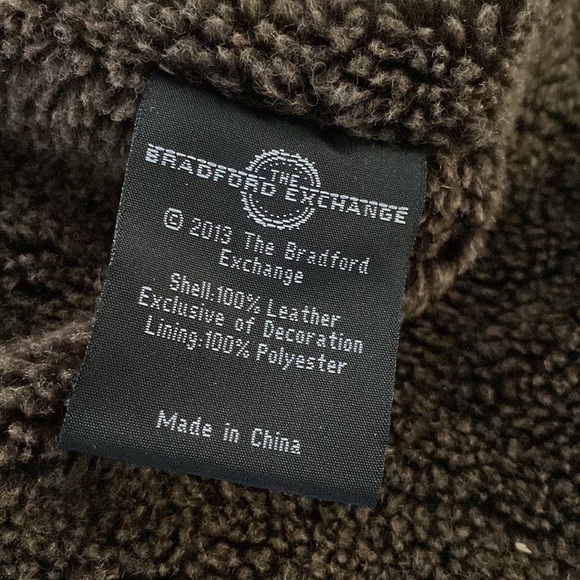 THE
BRADFORD EXCHANGE
© 2013 The Bradford
Exchange
Shell:100% Leather
Exclusive of Decoration
Lining:100% Polyester
Made in China